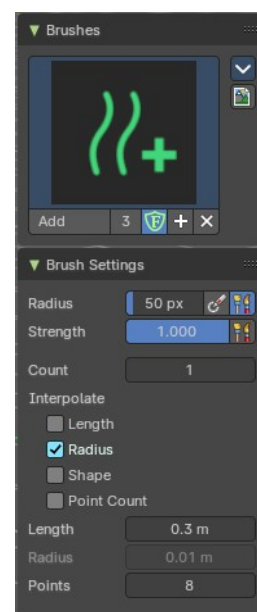 Brushes
Add 3 F
Brush Settings
Radius 50 px
Strength 1.000
Count 1
Interpolate
Length
Radius
Shape
Point Count
Length 0.3 m
Radius 0.01 m
Points 8